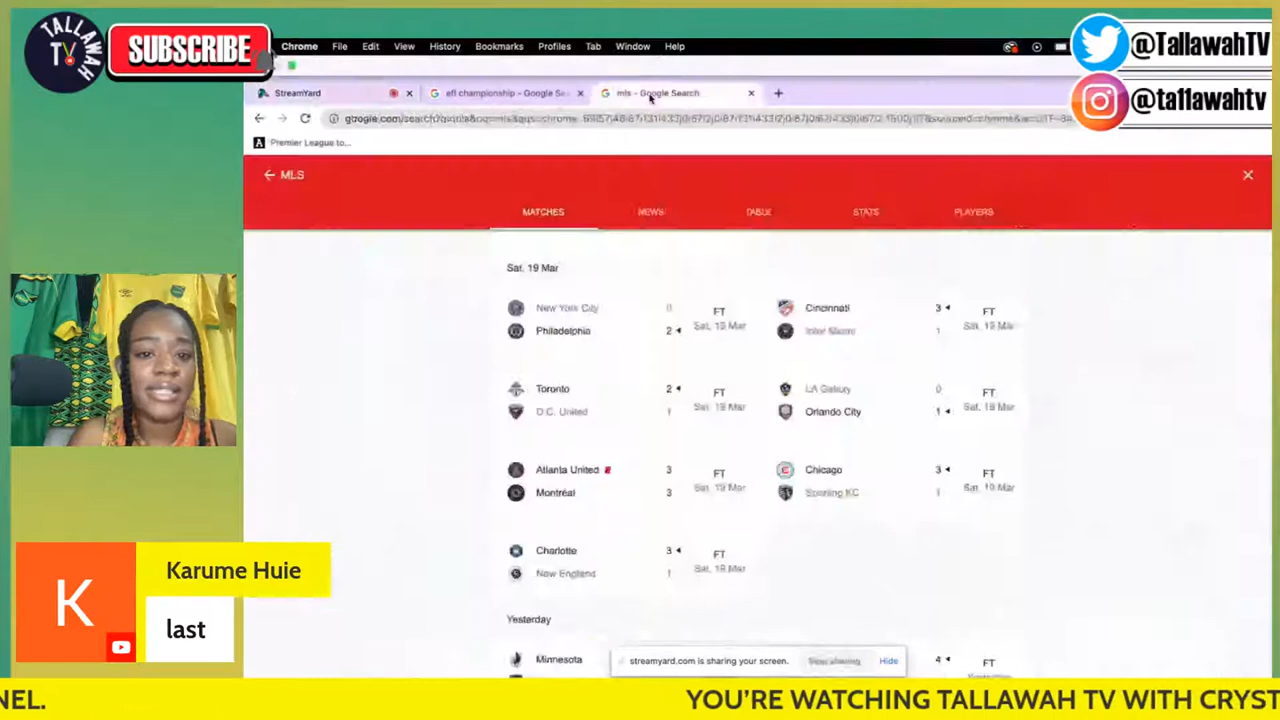 TALLAWAH
TV
SUBSCRIBE
Chrome File Edit View History Bookmarks Profiles Tab Window Help
@TallawahTV
@tallawahtv
StreamYard
efl championship - Google Se...
mls - Google Search
Premier League to...
MLS
MATCHES NEWS TABLE STATS PLAYERS
Sat. 19 Mar
New York City 0
Philadelphia 2
FT
Sat. 19 Mar
Cincinnati 3
Inter Miami 1
FT
Sat. 19 Mar
Toronto 2
D.C. United 1
FT
Sat. 19 Mar
LA Galaxy 0
Orlando City 1
FT
Sat. 19 Mar
Atlanta United 3
Montréal 3
FT
Sat. 19 Mar
Chicago 3
Sporting KC 1
FT
Sat. 19 Mar
Charlotte 3
New England 1
FT
Sat. 19 Mar
Yesterday
Minnesota
4
FT
streamyard.com is sharing your screen. Stop sharing Hide
K
Karume Huie
last
NEL. YOU'RE WATCHING TALLAWAH TV WITH CRYST